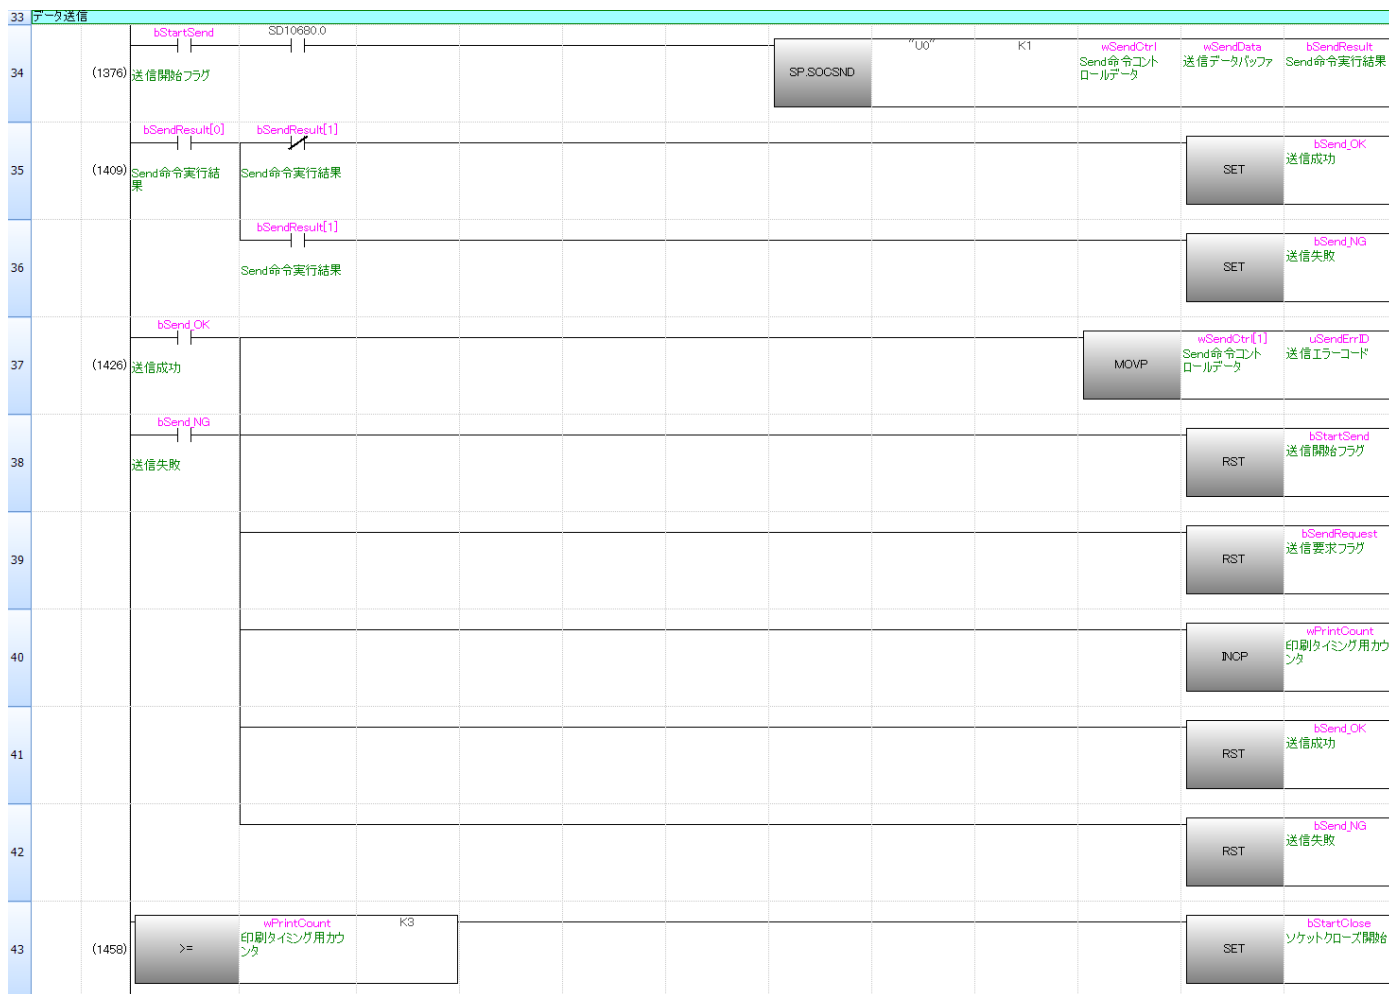 33 データ送信
bStartSend SD10680.0 "U0" K1 wSendCtrl wSendData bSendResult
34 (1376) 送信開始フラグ SP.SOCSND Send命令コント 送信データバッファ Send命令実行結果
ロールデータ
bSendResult[0] bSendResult[1] bSend_OK
35 (1409) Send命令実行結 Send命令実行結果 SET 送信成功
果
bSendResult[1] bSend_NG
36 Send命令実行結果 SET 送信失敗
bSend_OK wSendCtrl[1] uSendErrID
37 (1426) 送信成功 MOVP Send命令コント 送信エラーコード
ロールデータ
bSend_NG bStartSend
38 送信失敗 RST 送信開始フラグ
bSendRequest
39 RST 送信要求フラグ
wPrintCount
40 INCP 印刷タイミング用カウ
ンタ
bSend_OK
41 RST 送信成功
bSend_NG
42 RST 送信失敗
wPrintCount K3 bStartClose
43 (1458) >= 印刷タイミング用カウ SET ソケットクローズ開始
ンタ